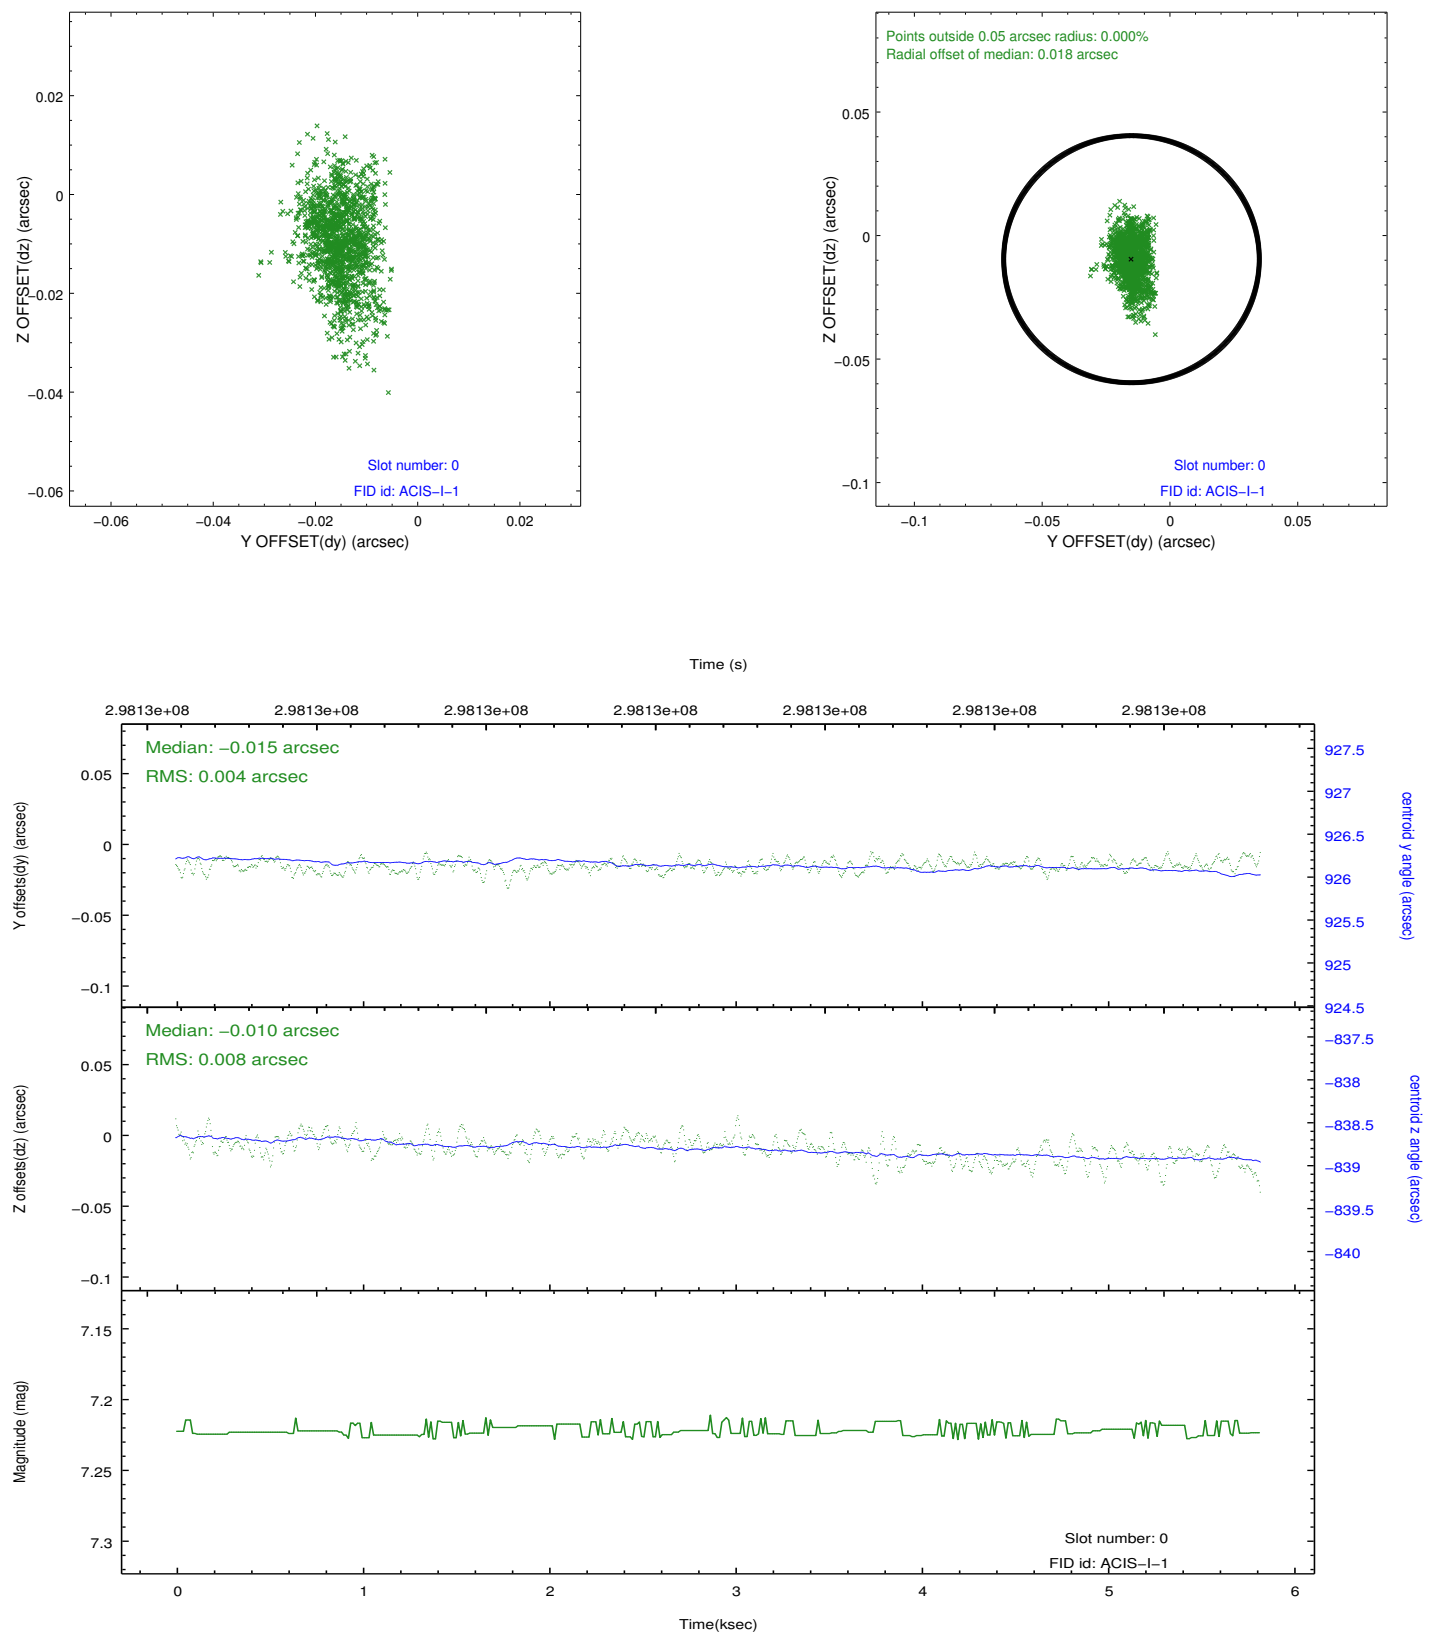 Points outside 0.05 arcsec radius: 0.000%
Radial offset of median: 0.018 arcsec
0.02
0
−0.02
−0.04
−0.06
Z OFFSET(dz) (arcsec)
Slot number: 0
FID id: ACIS−I−1
−0.06
−0.04
−0.02
0
0.02
Y OFFSET(dy) (arcsec)
0.05
0
−0.05
−0.1
Z OFFSET(dz) (arcsec)
Slot number: 0
FID id: ACIS−I−1
−0.1
−0.05
0
0.05
Y OFFSET(dy) (arcsec)
Time (s)
2.9813e+08
2.9813e+08
2.9813e+08
2.9813e+08
2.9813e+08
2.9813e+08
2.9813e+08
Median: −0.015 arcsec
RMS: 0.004 arcsec
0.05
0
−0.05
−0.1
Y offsets(dy) (arcsec)
927.5
927
926.5
926
925.5
925
924.5
centroid y angle (arcsec)
Median: −0.010 arcsec
RMS: 0.008 arcsec
0.05
0
−0.05
−0.1
Z offsets(dz) (arcsec)
−837.5
−838
−838.5
−839
−839.5
−840
centroid z angle (arcsec)
7.15
7.2
7.25
7.3
Magnitude (mag)
Slot number: 0
FID id: ACIS−I−1
0
1
2
3
4
5
6
Time(ksec)